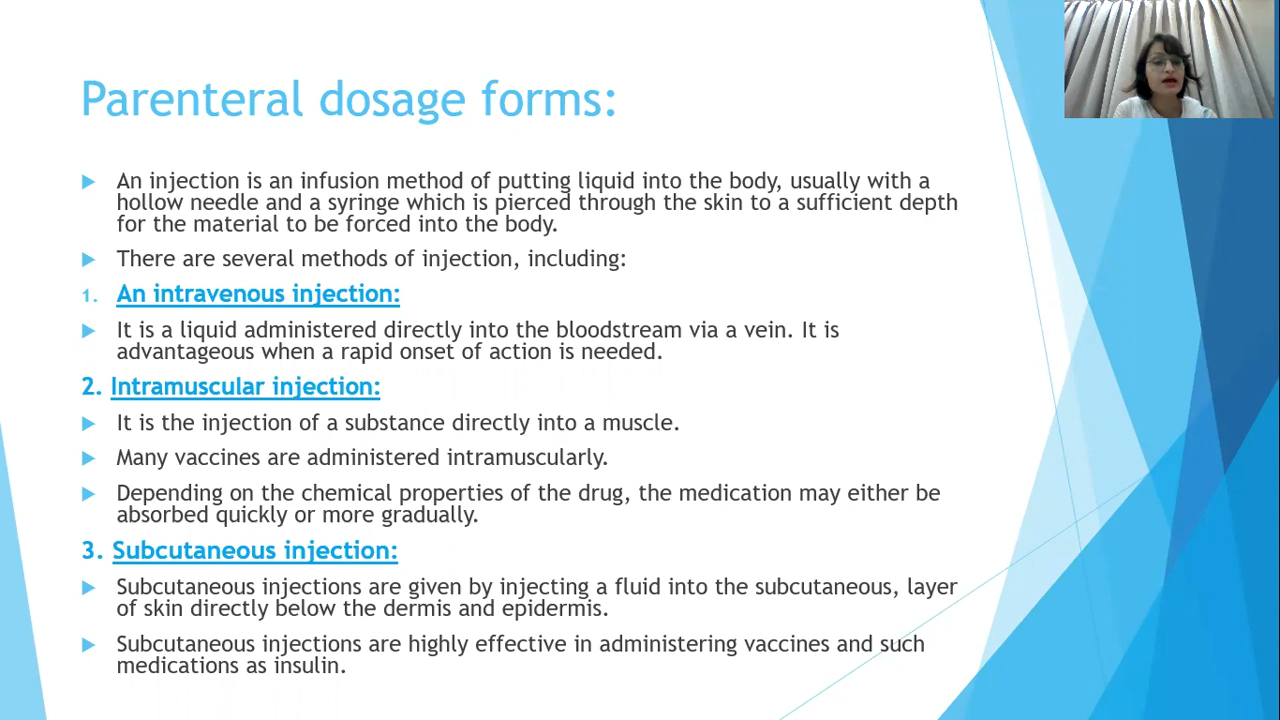 Parenteral dosage forms:
An injection is an infusion method of putting liquid into the body, usually with a
hollow needle and a syringe which is pierced through the skin to a sufficient depth
for the material to be forced into the body.
There are several methods of injection, including:
1. An intravenous injection:
It is a liquid administered directly into the bloodstream via a vein. It is
advantageous when a rapid onset of action is needed.
2. Intramuscular injection:
It is the injection of a substance directly into a muscle.
Many vaccines are administered intramuscularly.
Depending on the chemical properties of the drug, the medication may either be
absorbed quickly or more gradually.
3. Subcutaneous injection:
Subcutaneous injections are given by injecting a fluid into the subcutaneous, layer
of skin directly below the dermis and epidermis.
Subcutaneous injections are highly effective in administering vaccines and such
medications as insulin.